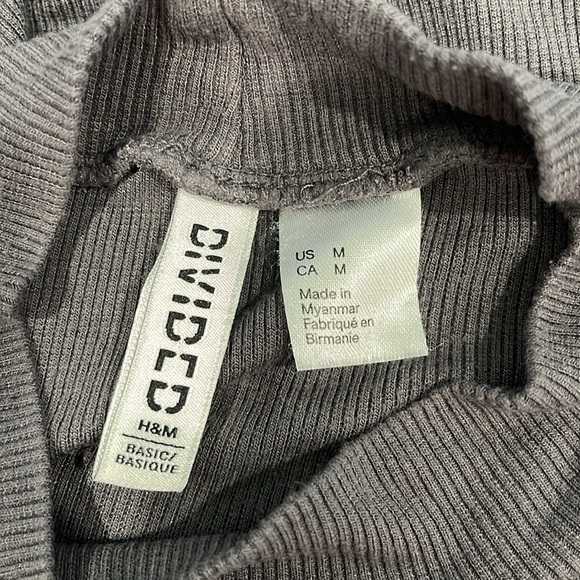 DIVIDED
H&M
BASIC/
BASIQUE
US M
CA M
Made in
Myanmar
Fabriqué en
Birmanie